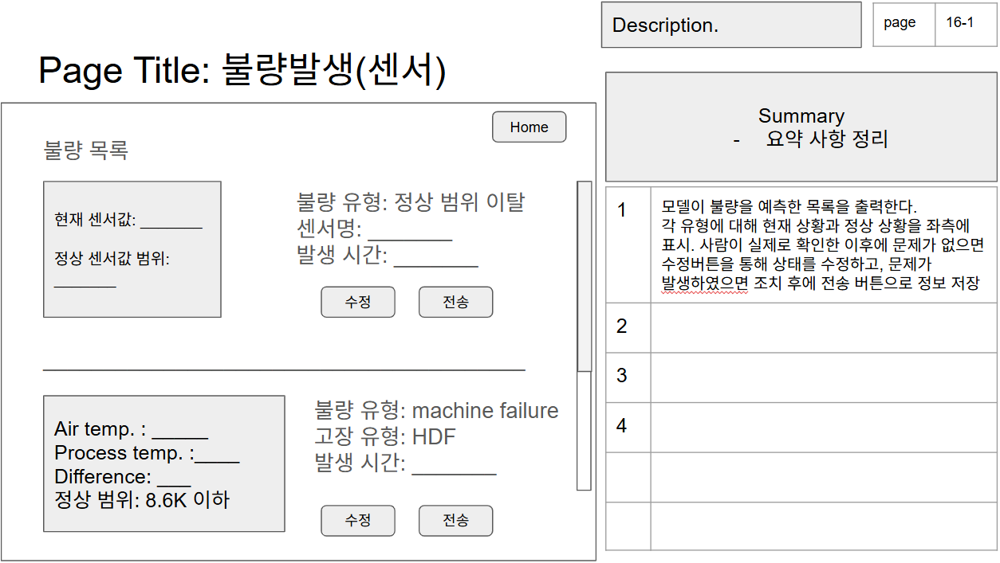 Description.
page
16-1
Page Title: 불량발생(센서)
Home
불량 목록
현재 센서값: ________
정상 센서값 범위:
________
불량 유형: 정상 범위 이탈
센서명: ________
발생 시간: ________
수정
전송
Air temp. : _____
Process temp. :____
Difference: ___
정상 범위: 8.6K 이하
불량 유형: machine failure
고장 유형: HDF
발생 시간: ________
수정
전송
Summary
- 요약 사항 정리
1
모델이 불량을 예측한 목록을 출력한다.
각 유형에 대해 현재 상황과 정상 상황을 좌측에
표시. 사람이 실제로 확인한 이후에 문제가 없으면
수정버튼을 통해 상태를 수정하고, 문제가
발생하였으면 조치 후에 전송 버튼으로 정보 저장
2
3
4